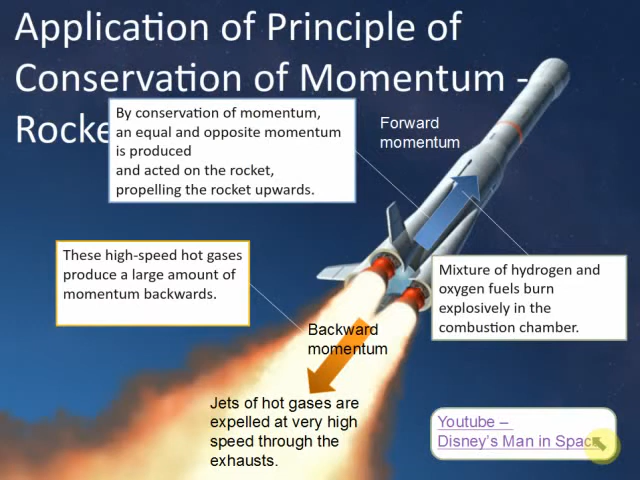 Application of Principle of
Conservation of Momentum -
Rocke
By conservation of momentum,
an equal and opposite momentum
is produced
and acted on the rocket,
propelling the rocket upwards.
Forward
momentum
These high-speed hot gases
produce a large amount of
momentum backwards.
Mixture of hydrogen and
oxygen fuels burn
explosively in the
combustion chamber.
Backward
momentum
Jets of hot gases are
expelled at very high
speed through the
exhausts.
Youtube –
Disney's Man in Space